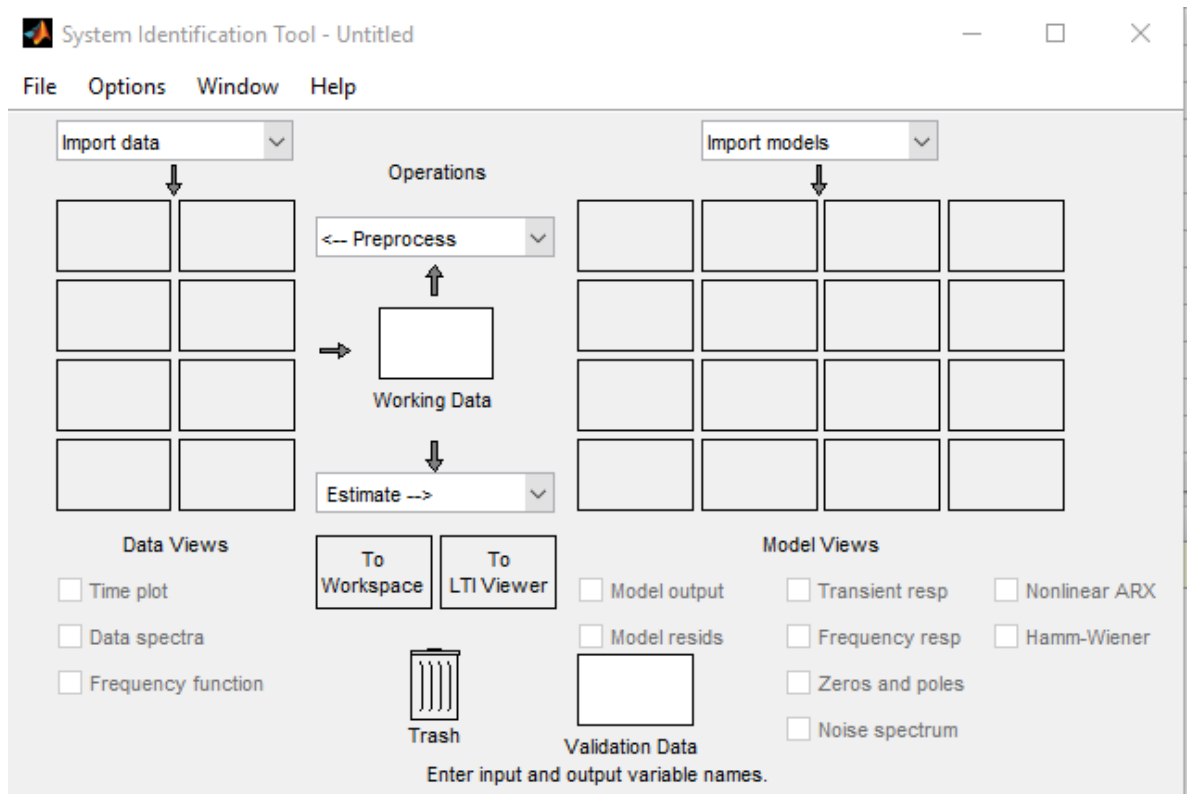 System Identification Tool - Untitled
File Options Window Help
Import data
Import models
Operations
<-- Preprocess
Working Data
Estimate -->
Data Views
To
Workspace
To
LTI Viewer
Model Views
Time plot
Data spectra
Frequency function
Model output
Model resids
Transient resp
Frequency resp
Zeros and poles
Noise spectrum
Nonlinear ARX
Hamm-Wiener
Trash
Validation Data
Enter input and output variable names.